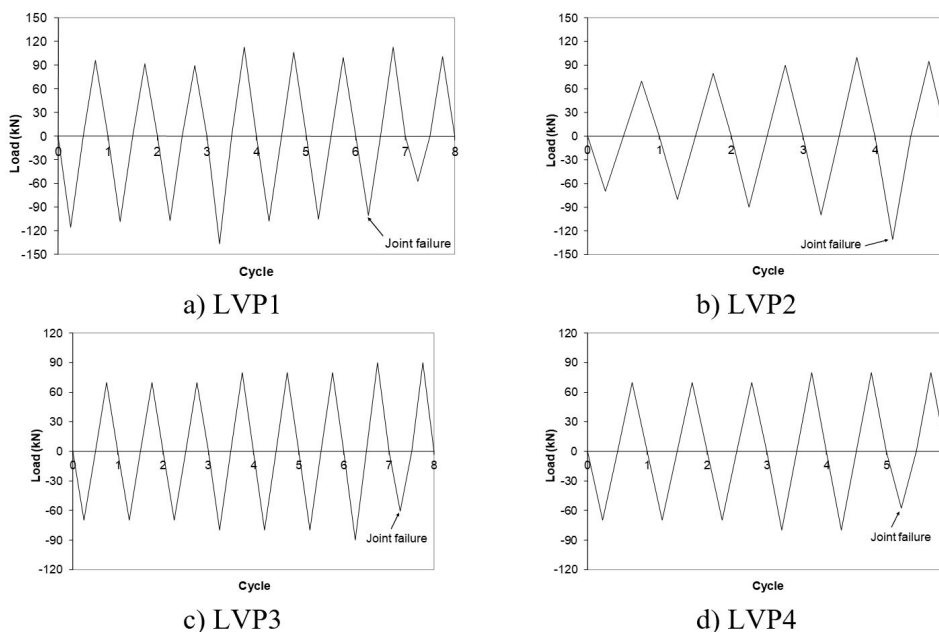 150
120
90
60
30
0
-30
-60
-90
-120
-150
Load (kN)
0 1 2 3 4 5 6 7 8
Joint failure
Cycle
a) LVP1
150
120
90
60
30
0
-30
-60
-90
-120
-150
Load (kN)
0 1 2 3 4
Joint failure
Cycle
b) LVP2
120
90
60
30
0
-30
-60
-90
-120
Load (kN)
0 1 2 3 4 5 6 7 8
Joint failure
Cycle
c) LVP3
120
90
60
30
0
-30
-60
-90
-120
Load (kN)
0 1 2 3 4 5
Joint failure
Cycle
d) LVP4